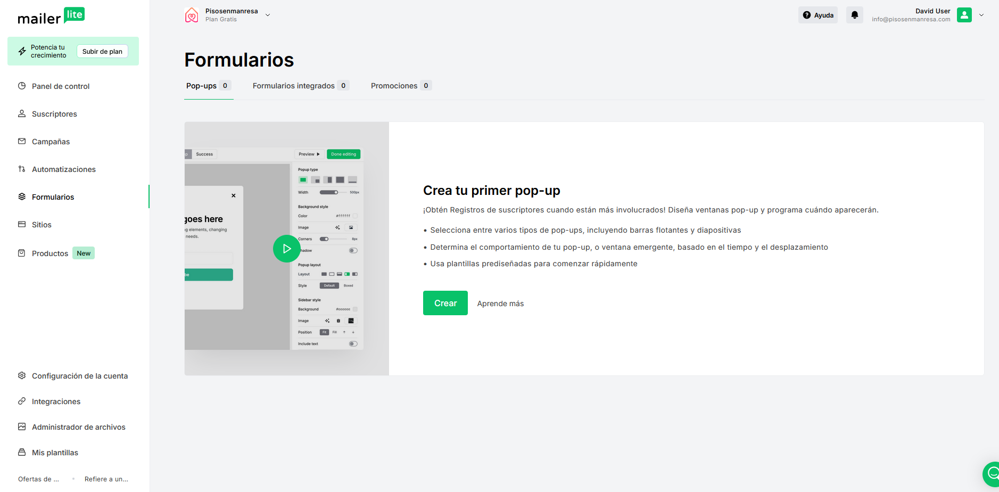 mailer lite
Pisosenmanresa
Plan Gratis
Ayuda
David User
info@pisosenmanresa.com
Potencia tu
crecimiento
Subir de plan
Panel de control
Suscriptores
Campañas
Automatizaciones
Formularios
Sitios
Productos New
Configuración de la cuenta
Integraciones
Administrador de archivos
Mis plantillas
Ofertas de ... • Refiere a un...
Formularios
Pop-ups 0
Formularios integrados 0
Promociones 0
Success
Preview
Done editing
Popup type
Width 500px
Background style
Color #ffffff
Image
Corners 8px
hadow
Popup layout
Layout
Style Default Boxed
Sidebar style
Background #eeeeee
Image
Position Fit Fill
Include text
goes here
ng elements, changing
needs.
be
Crea tu primer pop-up
¡Obtén Registros de suscriptores cuando están más involucrados! Diseña ventanas pop-up y programa cuándo aparecerán.
• Selecciona entre varios tipos de pop-ups, incluyendo barras flotantes y diapositivas
• Determina el comportamiento de tu pop-up, o ventana emergente, basado en el tiempo y el desplazamiento
• Usa plantillas prediseñadas para comenzar rápidamente
Crear
Aprende más